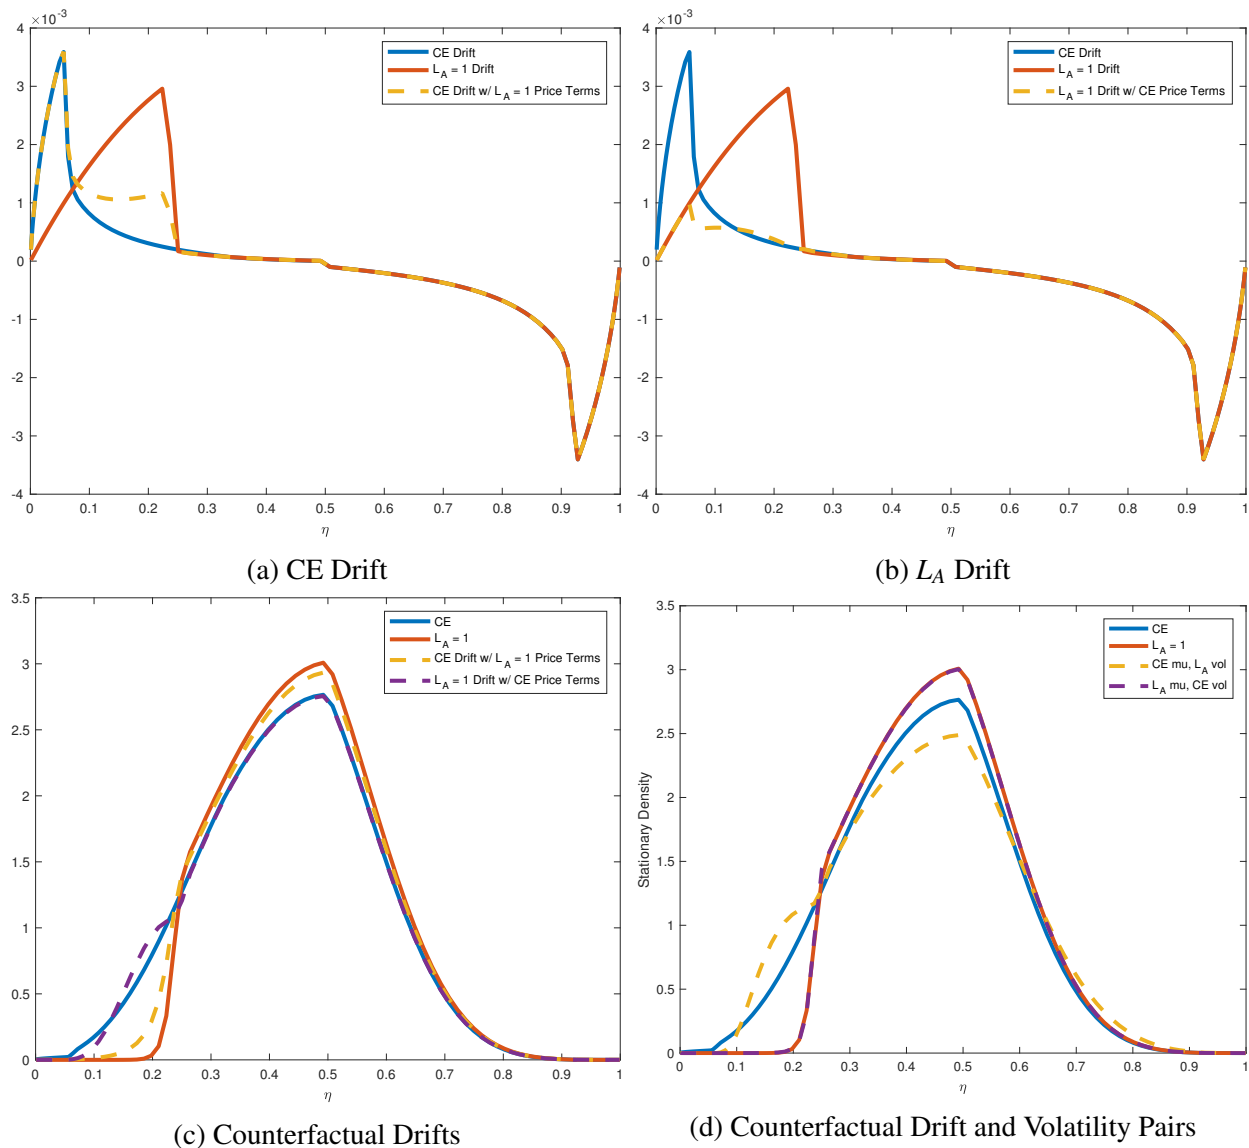 ×10⁻³
4
3
2
1
0
-1
-2
-3
-4
0 0.1 0.2 0.3 0.4 0.5 0.6 0.7 0.8 0.9 1
η
CE Drift
L_A = 1 Drift
CE Drift w/ L_A = 1 Price Terms
(a) CE Drift
×10⁻³
4
3
2
1
0
-1
-2
-3
-4
0 0.1 0.2 0.3 0.4 0.5 0.6 0.7 0.8 0.9 1
η
CE Drift
L_A = 1 Drift
L_A = 1 Drift w/ CE Price Terms
(b) L_A Drift
3.5
3
2.5
2
1.5
1
0.5
0
0 0.1 0.2 0.3 0.4 0.5 0.6 0.7 0.8 0.9 1
η
CE
L_A = 1
CE Drift w/ L_A = 1 Price Terms
L_A = 1 Drift w/ CE Price Terms
(c) Counterfactual Drifts
Stationary Density
3.5
3
2.5
2
1.5
1
0.5
0
0 0.1 0.2 0.3 0.4 0.5 0.6 0.7 0.8 0.9 1
η
CE
L_A = 1
CE mu, L_A vol
L_A mu, CE vol
(d) Counterfactual Drift and Volatility Pairs